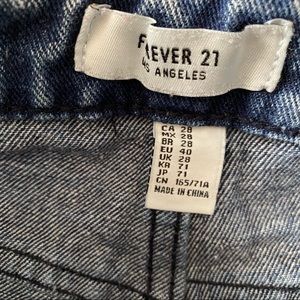 F   EVER 21
ANGELES
CA 28
MX 28
BR 28
EU 40
UK 28
KR 71
JP 71
CN 165/71A
MADE IN CHINA